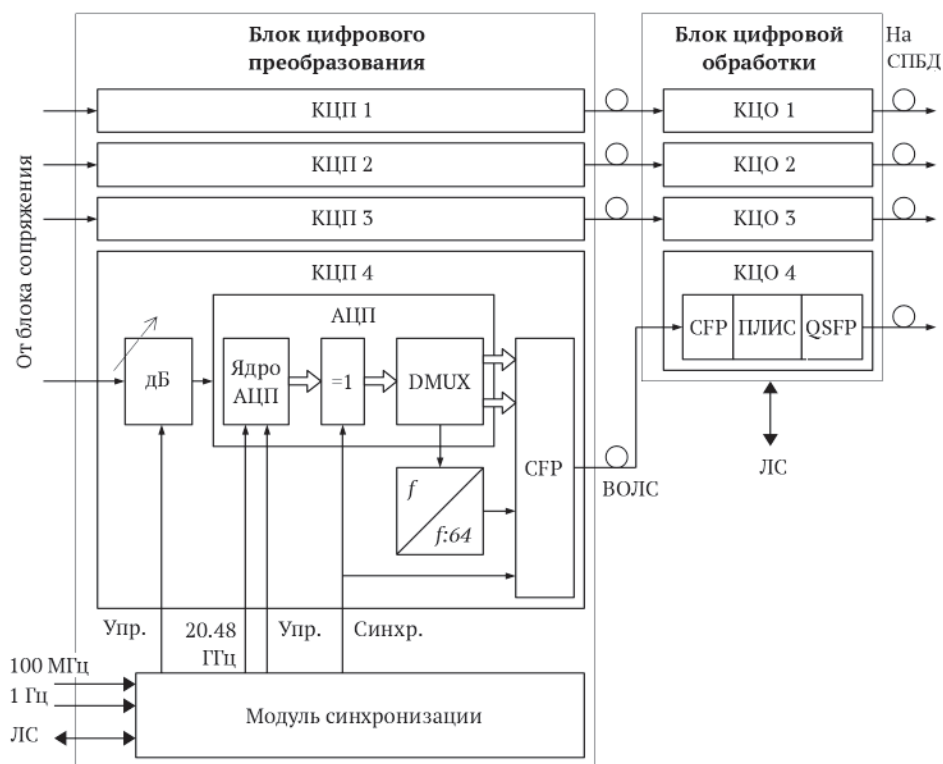 Блок цифрового
преобразования
Блок цифровой
обработки
На
СПБД
От блока сопряжения
КЦП 1
КЦО 1
КЦП 2
КЦО 2
КЦП 3
КЦО 3
КЦП 4
КЦО 4
АЦП
дБ
Ядро
АЦП
=1
DMUX
CFP
CFP
ПЛИС
QSFP
f
f:64
ВОЛС
ЛС
Упр.
20.48
ГГц
Упр.
Синхр.
100 МГц
1 Гц
ЛС
Модуль синхронизации